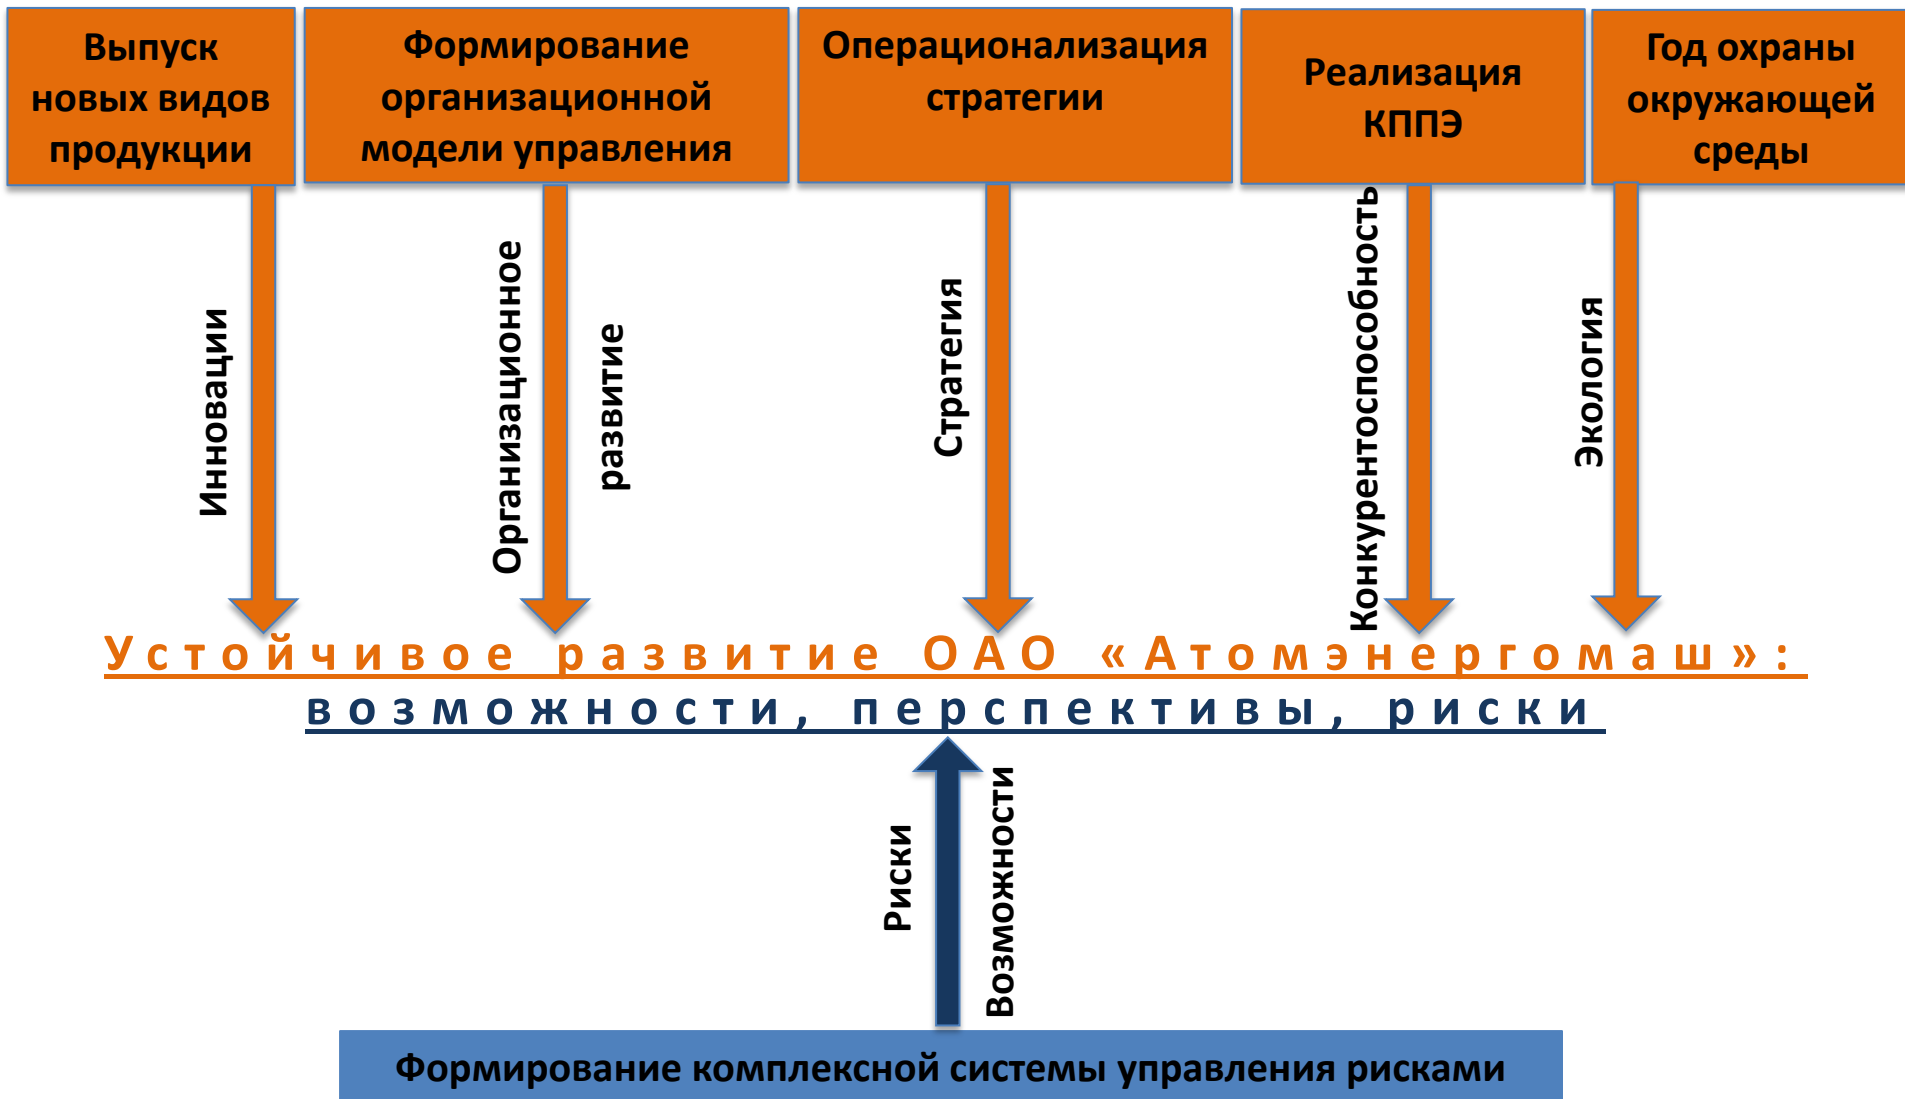 Выпуск
новых видов
продукции
Формирование
организационной
модели управления
Операционализация
стратегии
Реализация
КППЭ
Год охраны
окружающей
среды
Инновации
Организационное
развитие
Стратегия
Конкурентоспособность
Экология
Устойчивое развитие ОАО «Атомэнергомаш»:
возможности, перспективы, риски
Риски
Возможности
Формирование комплексной системы управления рисками